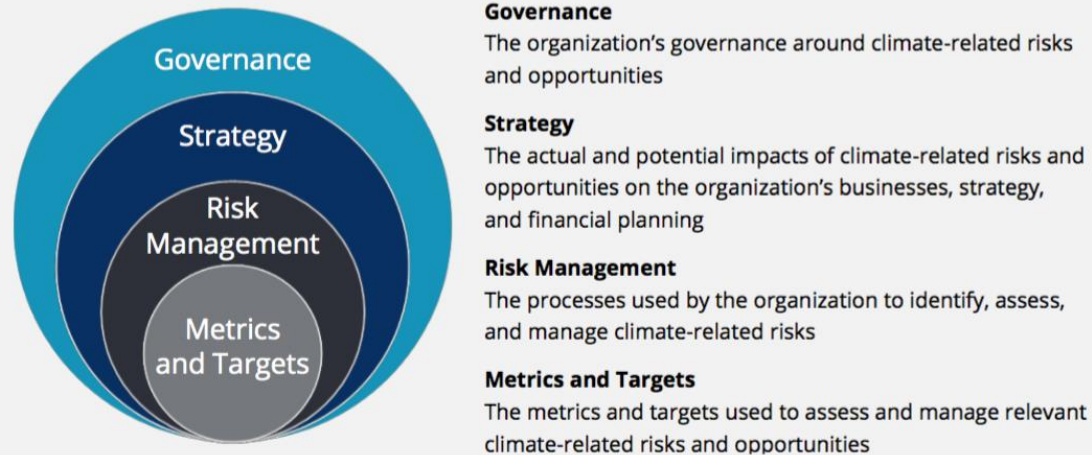 Governance
Strategy
Risk
Management
Metrics
and Targets
Governance
The organization’s governance around climate-related risks
and opportunities
Strategy
The actual and potential impacts of climate-related risks and
opportunities on the organization’s businesses, strategy,
and financial planning
Risk Management
The processes used by the organization to identify, assess,
and manage climate-related risks
Metrics and Targets
The metrics and targets used to assess and manage relevant
climate-related risks and opportunities